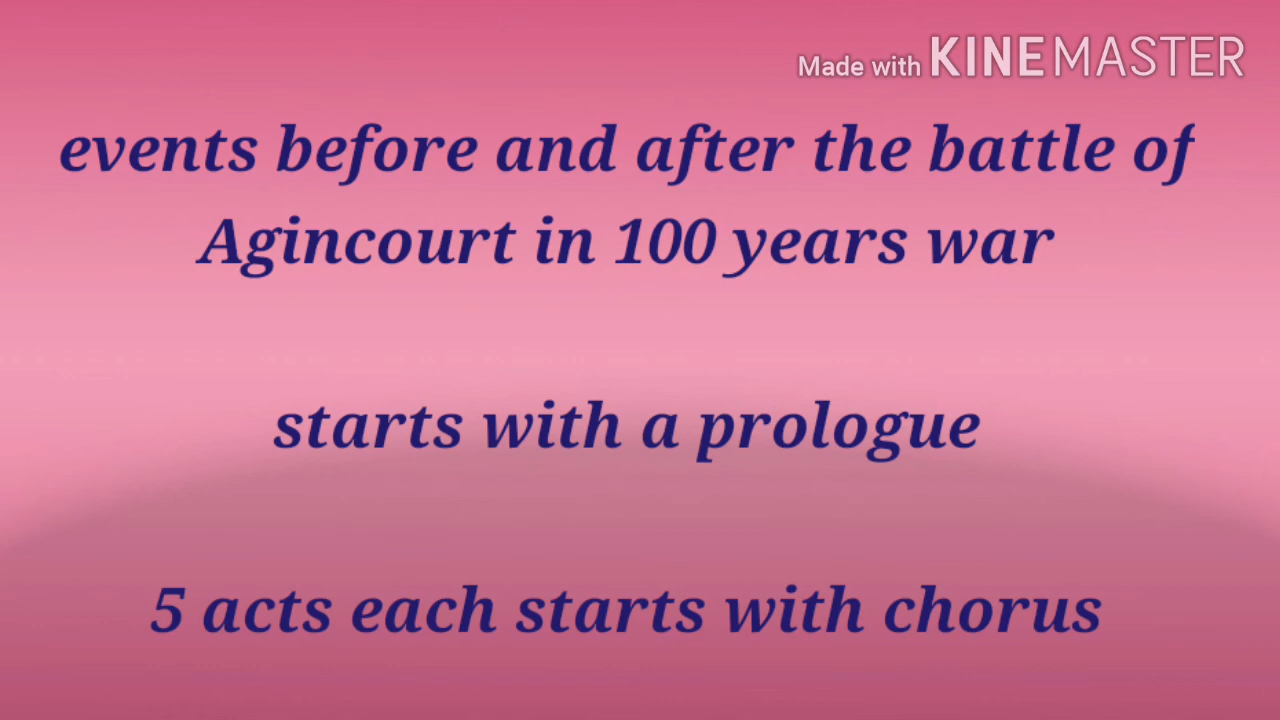 Made with KINEMASTER
events before and after the battle of
Agincourt in 100 years war
starts with a prologue
5 acts each starts with chorus